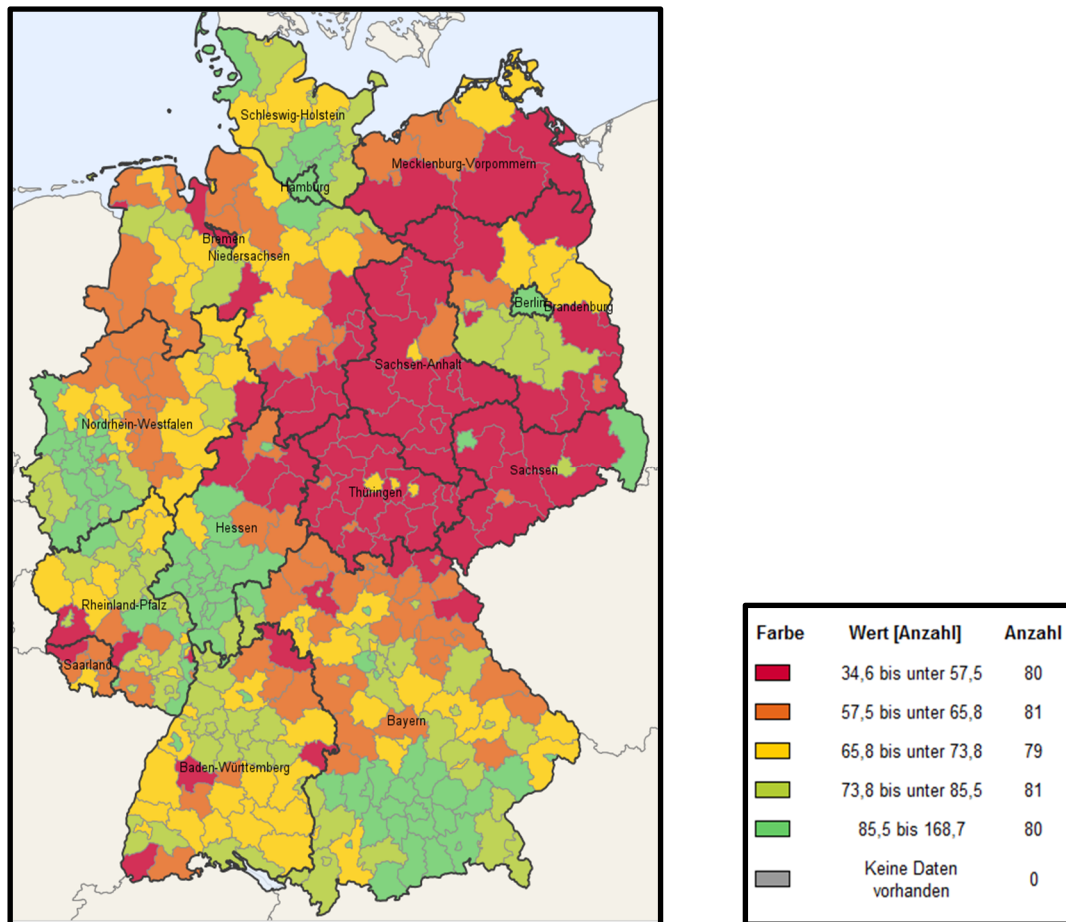 Schleswig-Holstein
Mecklenburg-Vorpommern
Hamburg
Bremen
Niedersachsen
Berlin
Brandenburg
Sachsen-Anhalt
Nordrhein-Westfalen
Sachsen
Thüringen
Hessen
Rheinland-Pfalz
Saarland
Bayern
Baden-Württemberg
Farbe Wert [Anzahl] Anzahl
34,6 bis unter 57,5 80
57,5 bis unter 65,8 81
65,8 bis unter 73,8 79
73,8 bis unter 85,5 81
85,5 bis 168,7 80
Keine Daten
vorhanden 0